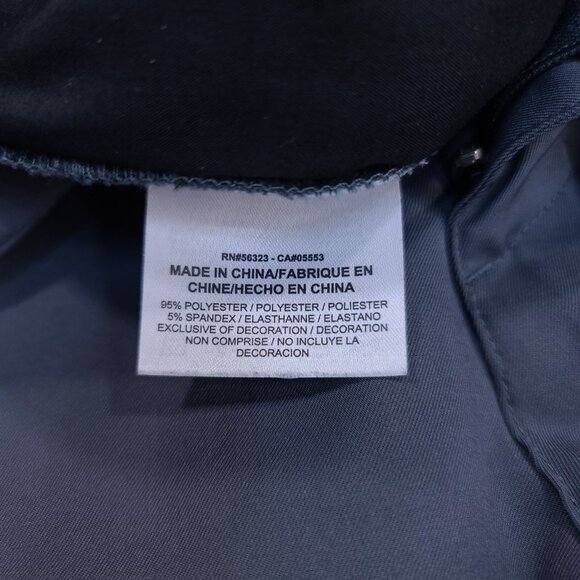 RN#56323 - CA#05553
MADE IN CHINA/FABRIQUE EN
CHINE/HECHO EN CHINA
95% POLYESTER / POLYESTER / POLIESTER
5% SPANDEX / ELASTHANNE / ELASTANO
EXCLUSIVE OF DECORATION / DECORATION
NON COMPRISE / NO INCLUYE LA
DECORACION